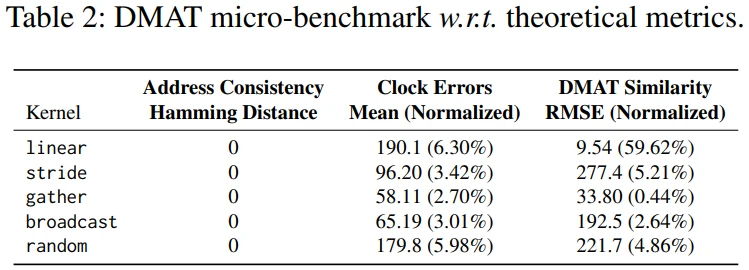 Table 2: DMAT micro-benchmark w.r.t. theoretical metrics.
Address Consistency Clock Errors DMAT Similarity
Kernel Hamming Distance Mean (Normalized) RMSE (Normalized)
linear 0 190.1 (6.30%) 9.54 (59.62%)
stride 0 96.20 (3.42%) 277.4 (5.21%)
gather 0 58.11 (2.70%) 33.80 (0.44%)
broadcast 0 65.19 (3.01%) 192.5 (2.64%)
random 0 179.8 (5.98%) 221.7 (4.86%)